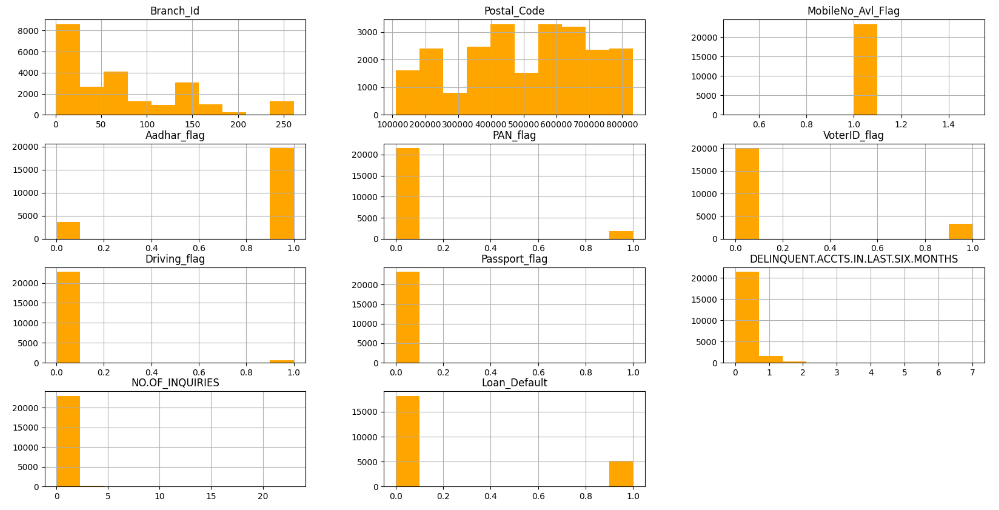 Branch_Id
8000
6000
4000
2000
0
0 50 100 150 200 250
Postal_Code
3000
2000
1000
0
100000 200000 300000 400000 500000 600000 700000 800000
MobileNo_Avl_Flag
20000
15000
10000
5000
0
0.6 0.8 1.0 1.2 1.4
Aadhar_flag
20000
15000
10000
5000
0
0.0 0.2 0.4 0.6 0.8 1.0
PAN_flag
20000
15000
10000
5000
0
0.0 0.2 0.4 0.6 0.8 1.0
VoterID_flag
20000
15000
10000
5000
0
0.0 0.2 0.4 0.6 0.8 1.0
Driving_flag
20000
15000
10000
5000
0
0.0 0.2 0.4 0.6 0.8 1.0
Passport_flag
20000
15000
10000
5000
0
0.0 0.2 0.4 0.6 0.8 1.0
DELINQUENT.ACCTS.IN.LAST.SIX.MONTHS
20000
15000
10000
5000
0
0 1 2 3 4 5 6 7
NO.OF_INQUIRIES
20000
15000
10000
5000
0
0 5 10 15 20
Loan_Default
15000
10000
5000
0
0.0 0.2 0.4 0.6 0.8 1.0